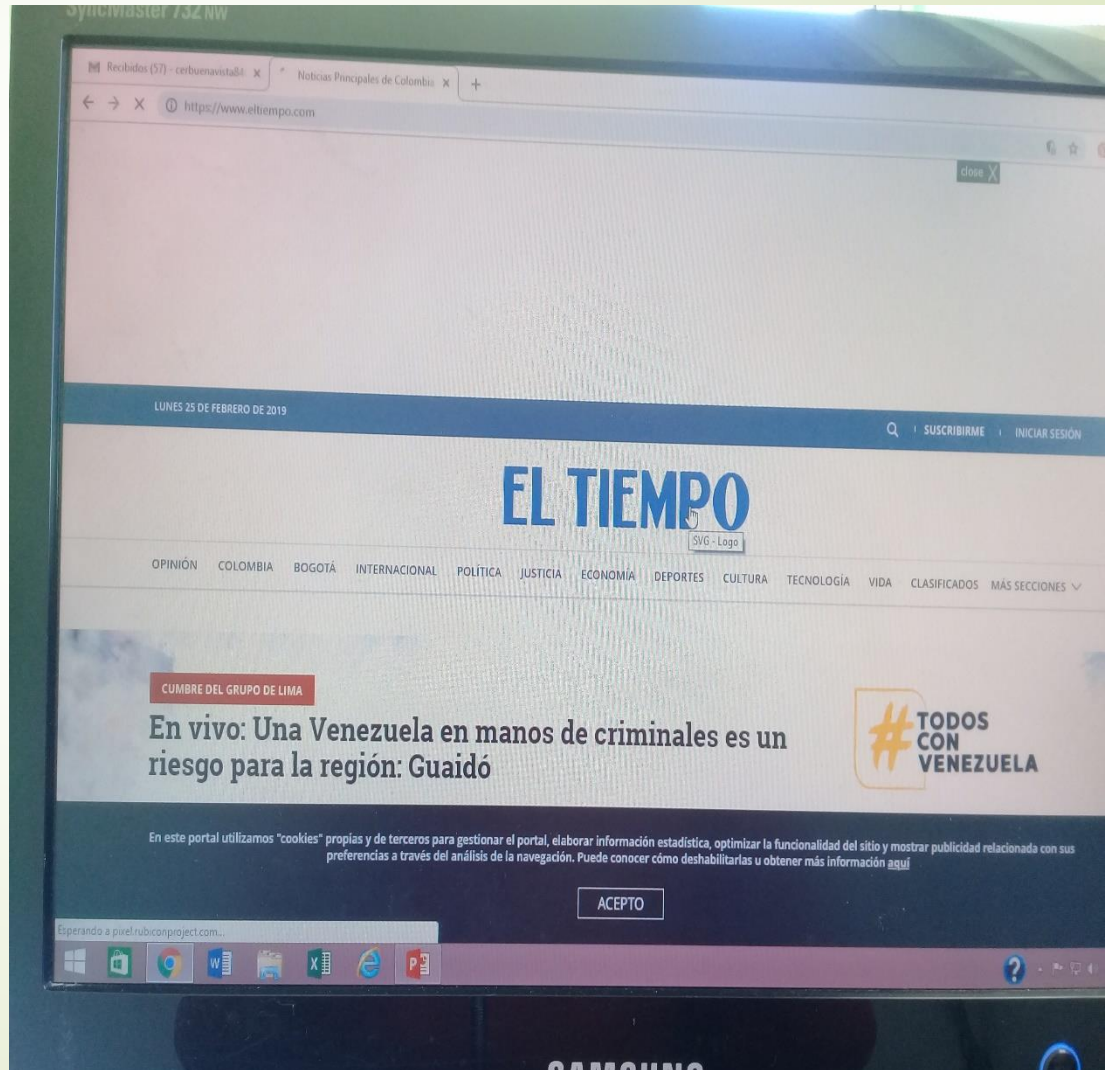 SyncMaster 732 NW
Recibidos (57) - cerbuenavista8
Noticias Principales de Colombia
https://www.eltiempo.com
close X
LUNES 25 DE FEBRERO DE 2019
SUSCRIBIRME
INICIAR SESIÓN
EL TIEMPO
SVG - Logo
OPINIÓN COLOMBIA BOGOTÁ INTERNACIONAL POLÍTICA JUSTICIA ECONOMÍA DEPORTES CULTURA TECNOLOGÍA VIDA CLASIFICADOS MÁS SECCIONES
CUMBRE DEL GRUPO DE LIMA
En vivo: Una Venezuela en manos de criminales es un
riesgo para la región: Guaidó
#TODOS
CON
VENEZUELA
En este portal utilizamos "cookies" propias y de terceros para gestionar el portal, elaborar información estadística, optimizar la funcionalidad del sitio y mostrar publicidad relacionada con sus
preferencias a través del análisis de la navegación. Puede conocer cómo deshabilitarlas u obtener más información aquí
ACEPTO
Esperando a pixel.rubiconproject.com...
SAMSUNG